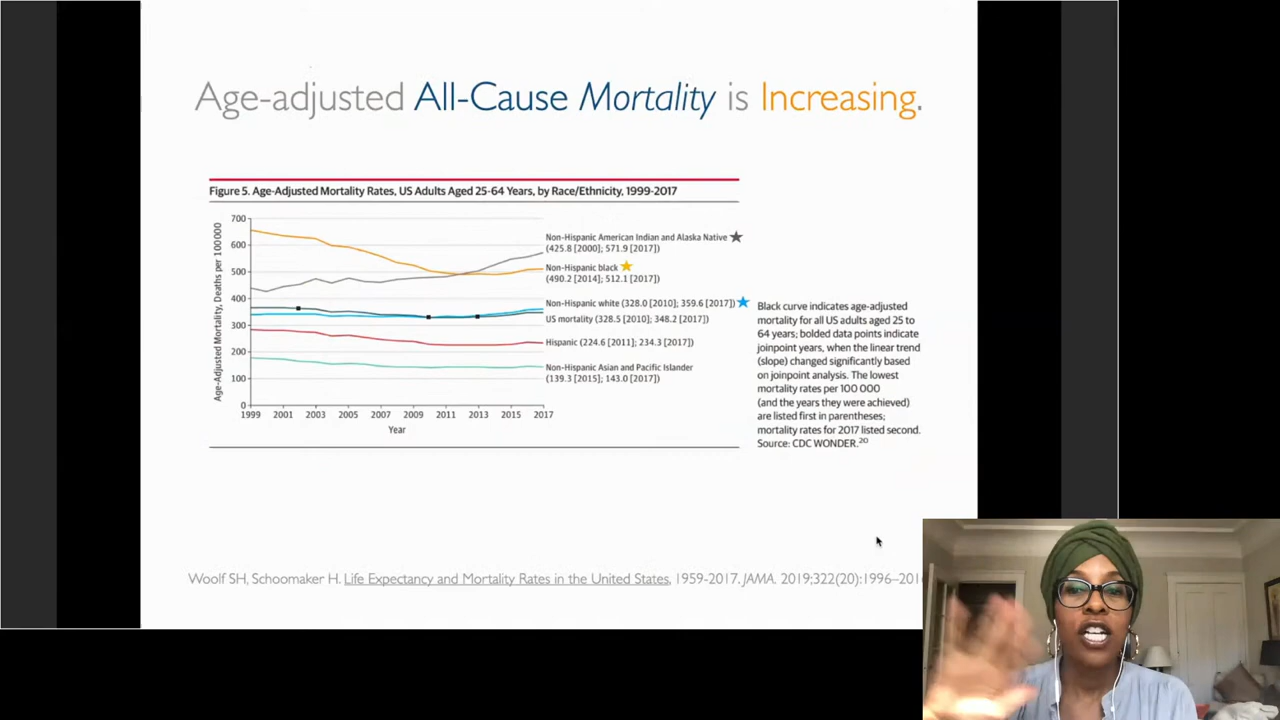 Age-adjusted All-Cause Mortality is Increasing.
Figure 5. Age-Adjusted Mortality Rates, US Adults Aged 25-64 Years, by Race/Ethnicity, 1999-2017
Age-Adjusted Mortality, Deaths per 100 000
700
600
500
400
300
200
100
0
1999 2001 2003 2005 2007 2009 2011 2013 2015 2017
Year
Non-Hispanic American Indian and Alaska Native
(425.8 [2000]; 571.9 [2017])
Non-Hispanic black
(490.2 [2014]; 512.1 [2017])
Non-Hispanic white (328.0 [2010]; 359.6 [2017])
US mortality (328.5 [2010]; 348.2 [2017])
Hispanic (224.6 [2011]; 234.3 [2017])
Non-Hispanic Asian and Pacific Islander
(139.3 [2015]; 143.0 [2017])
Black curve indicates age-adjusted
mortality for all US adults aged 25 to
64 years; bolded data points indicate
joinpoint years, when the linear trend
(slope) changed significantly based
on joinpoint analysis. The lowest
mortality rates per 100 000
(and the years they were achieved)
are listed first in parentheses;
mortality rates for 2017 listed second.
Source: CDC WONDER.20
Woolf SH, Schoomaker H. Life Expectancy and Mortality Rates in the United States, 1959-2017. JAMA. 2019;322(20):1996–201